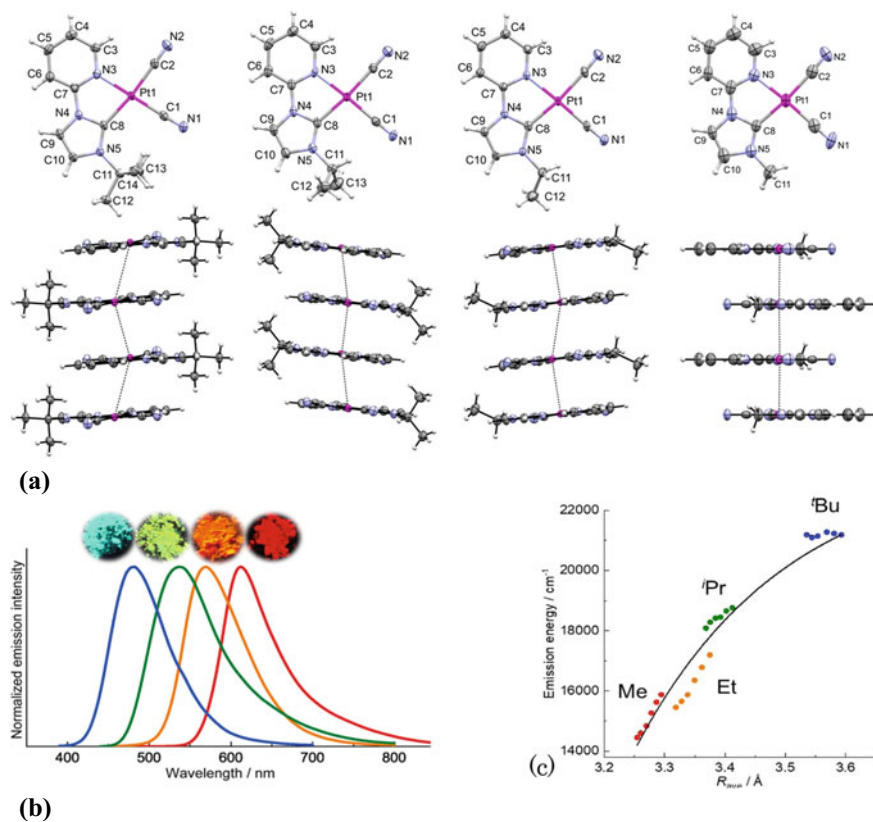 C4
C5
C3
N2
C6
N3
C2
C7
Pt1
N4
C1
C9
C8
N1
C10
N5
C11
C13
C14
C12
C4
C5
C3
N2
C6
N3
C2
C7
Pt1
N4
C1
C9
C8
N1
C10
N5
C11
C12
C13
C4
C5
C3
N2
C6
N3
C2
C7
Pt1
N4
C1
C9
C8
N1
C10
N5
C11
C12
C4
C5
C3
N2
C6
N3
C2
C7
Pt1
N4
C1
C9
C8
N1
C10
N5
C11
(a)
Normalized emission intensity
400 500 600 700 800
Wavelength / nm
(b)
Emission energy / cm⁻¹
22000
20000
18000
16000
14000
ᵗBu
ⁱPr
Me
Et
3.2 3.3 3.4 3.5 3.6
(c)
R / Å